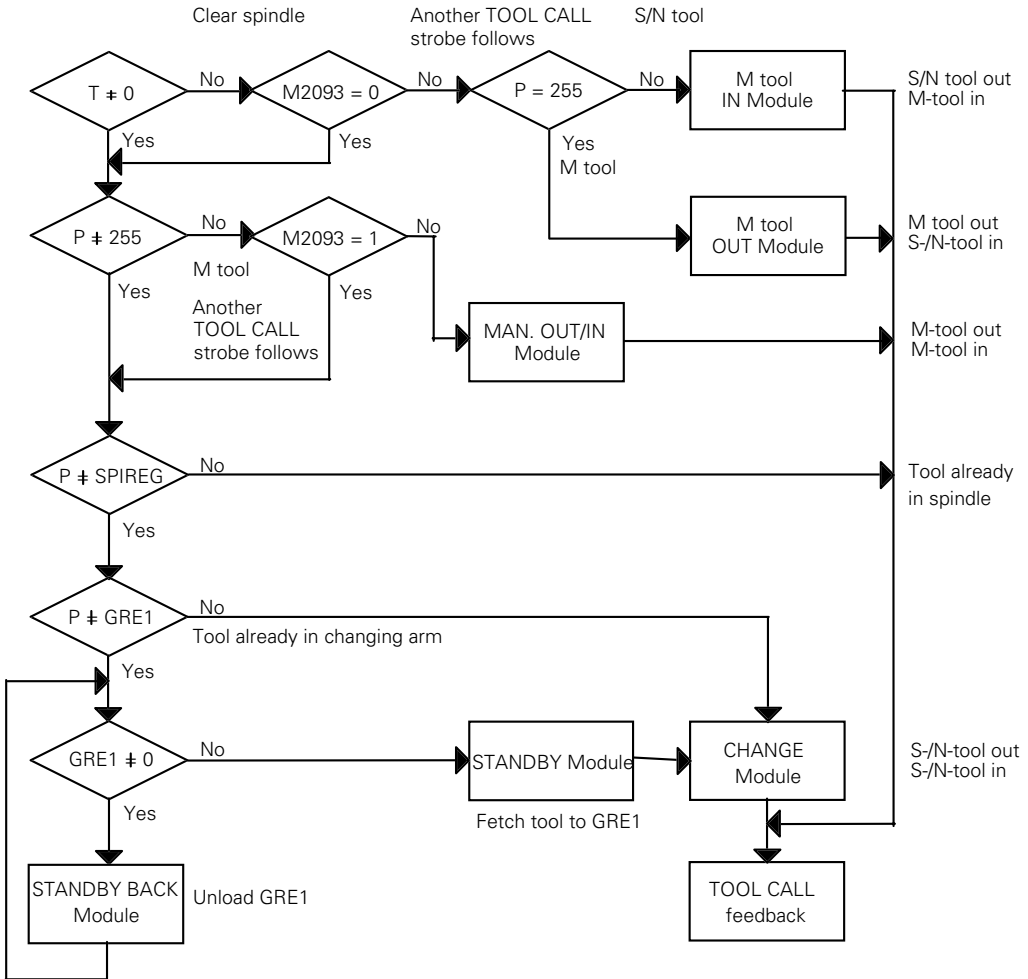 Clear spindle
Another TOOL CALL
strobe follows
S/N tool
T ǂ 0
No
M2093 = 0
No
P = 255
No
M tool
IN Module
S/N tool out
M-tool in
Yes
Yes
Yes
M tool
P ǂ 255
No
M2093 = 1
No
M tool
OUT Module
M tool out
S-/N-tool in
M tool
Yes
Yes
Another
TOOL CALL
strobe follows
MAN. OUT/IN
Module
M-tool out
M-tool in
P ǂ SPIREG
No
Tool already
in spindle
Yes
P ǂ GRE1
No
Tool already in changing arm
Yes
GRE1 ǂ 0
No
STANDBY Module
CHANGE
Module
S-/N-tool out
S-/N-tool in
Yes
Fetch tool to GRE1
STANDBY BACK
Module
Unload GRE1
TOOL CALL
feedback